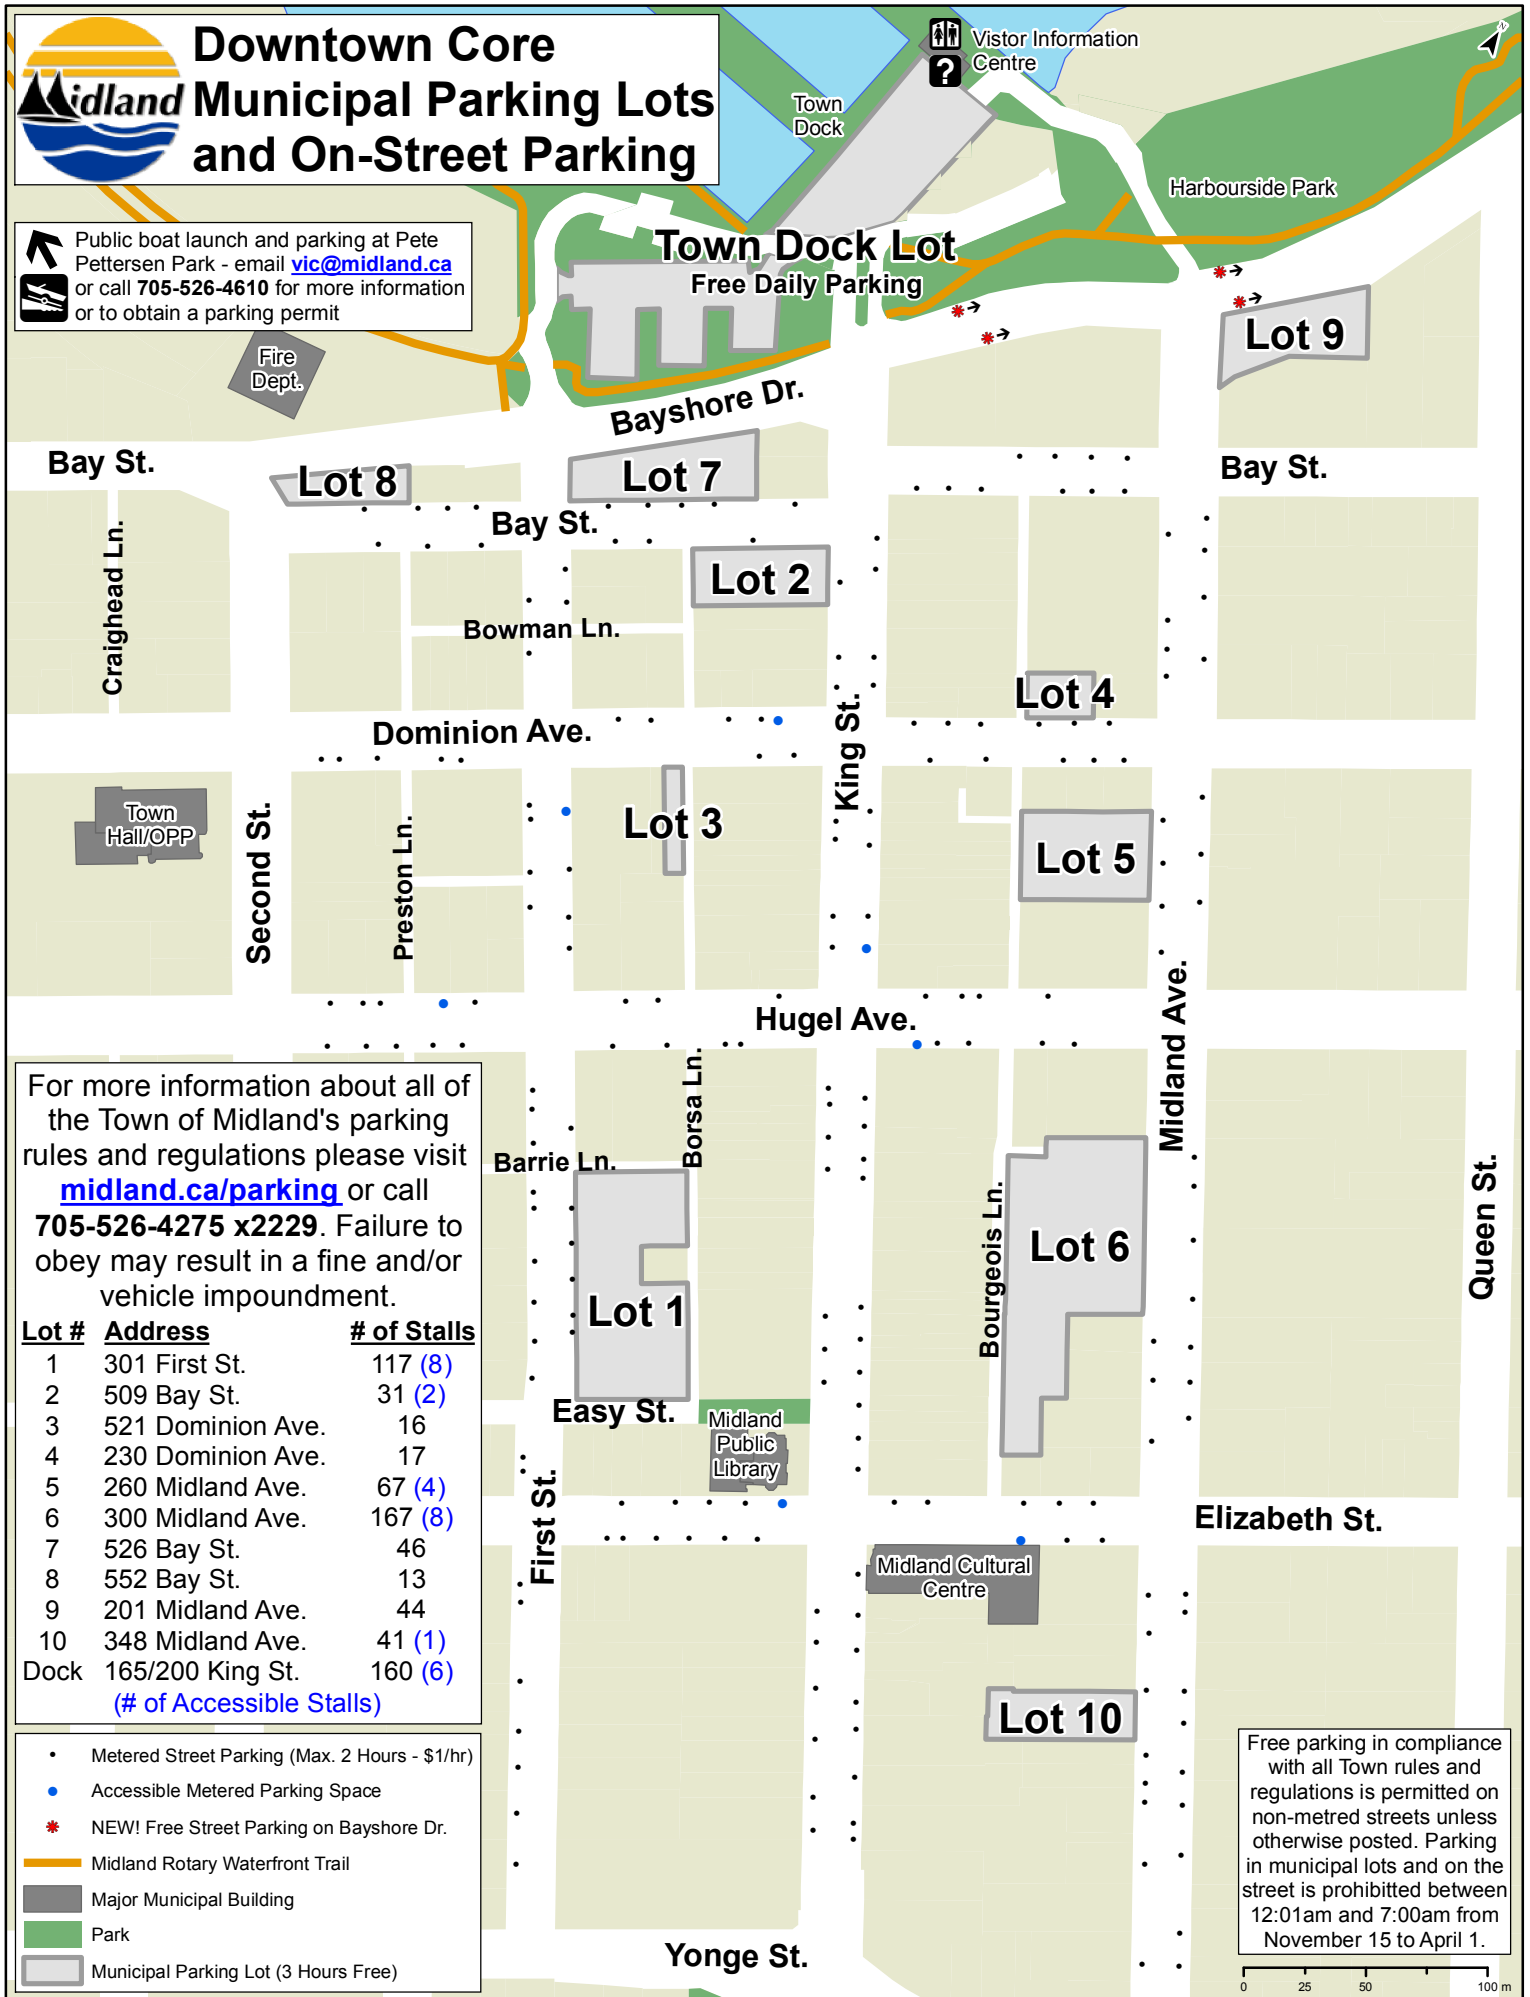 Midland
Downtown Core
Municipal Parking Lots
and On-Street Parking
Vistor Information
Centre
?
N
Town
Dock
Harbourside Park
Public boat launch and parking at Pete
Pettersen Park - email vic@midland.ca
or call 705-526-4610 for more information
or to obtain a parking permit
Town Dock Lot
Free Daily Parking
Lot 9
Fire
Dept.
Bayshore Dr.
Bay St.
Lot 8
Lot 7
Bay St.
Bay St.
Craighead Ln.
Lot 2
Bowman Ln.
Lot 4
Dominion Ave.
King St.
Town
Hall/OPP
Second St.
Preston Ln.
Lot 3
Lot 5
Hugel Ave.
Midland Ave.
Borsa Ln.
Barrie Ln.
Lot 1
Bourgeois Ln.
Lot 6
Queen St.
Easy St.
Midland
Public
Library
First St.
Elizabeth St.
Midland Cultural
Centre
Lot 10
Yonge St.
For more information about all of
the Town of Midland's parking
rules and regulations please visit
midland.ca/parking or call
705-526-4275 x2229. Failure to
obey may result in a fine and/or
vehicle impoundment.
Lot # Address # of Stalls
1 301 First St. 117 (8)
2 509 Bay St. 31 (2)
3 521 Dominion Ave. 16
4 230 Dominion Ave. 17
5 260 Midland Ave. 67 (4)
6 300 Midland Ave. 167 (8)
7 526 Bay St. 46
8 552 Bay St. 13
9 201 Midland Ave. 44
10 348 Midland Ave. 41 (1)
Dock 165/200 King St. 160 (6)
(# of Accessible Stalls)
Metered Street Parking (Max. 2 Hours - $1/hr)
Accessible Metered Parking Space
NEW! Free Street Parking on Bayshore Dr.
Midland Rotary Waterfront Trail
Major Municipal Building
Park
Municipal Parking Lot (3 Hours Free)
Free parking in compliance
with all Town rules and
regulations is permitted on
non-metred streets unless
otherwise posted. Parking
in municipal lots and on the
street is prohibitted between
12:01am and 7:00am from
November 15 to April 1.
0 25 50 100 m